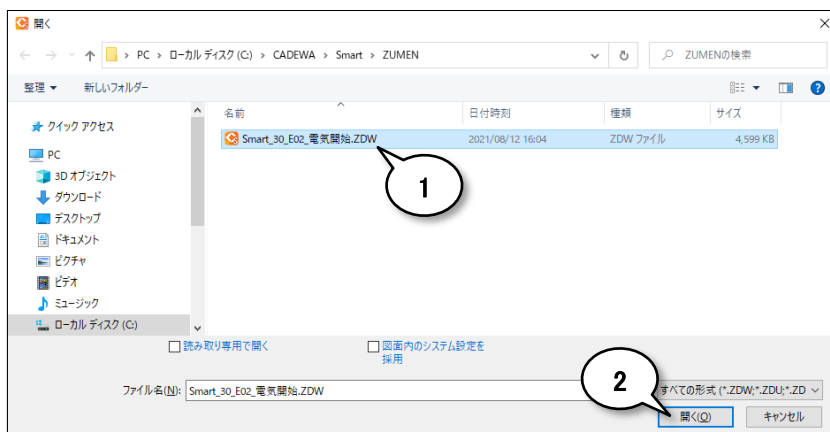 開く
PC > ローカル ディスク (C:) > CADEWA > Smart > ZUMEN
ZUMENの検索
整理
新しいフォルダー
名前
日付時刻
種類
サイズ
クイック アクセス
Smart_30_E02_電気開始.ZDW
2021/08/12 16:04
ZDW ファイル
4,599 KB
PC
3D オブジェクト
ダウンロード
デスクトップ
ドキュメント
ピクチャ
ビデオ
ミュージック
ローカル ディスク (C:)
1
読み取り専用で開く
図面内のシステム設定を
採用
2
ファイル名(N):
Smart_30_E02_電気開始.ZDW
すべての形式 (*.ZDW;*.ZDU;*.ZD
開く(O)
キャンセル